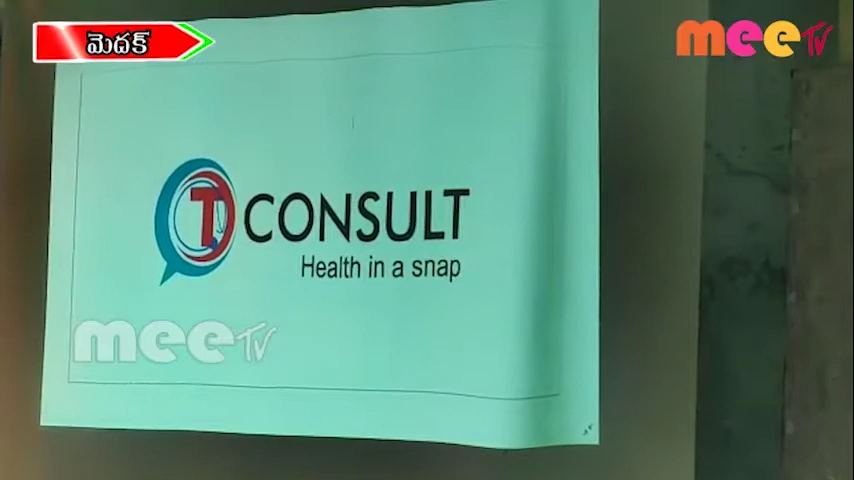 మెదక్
mee TV
T CONSULT
Health in a snap
mee TV